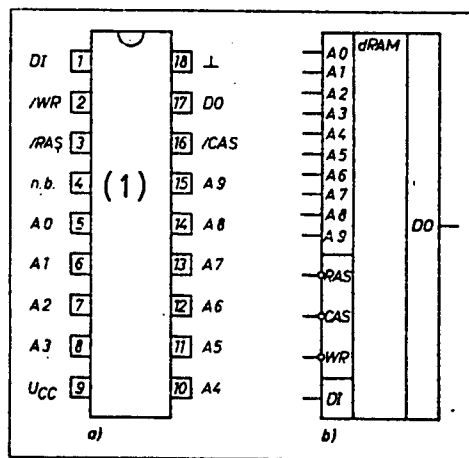 DI 1 18 ⊥
/WR 2 17 DO
/RAS 3 16 /CAS
n.b. 4 (1) 15 A9
A0 5 14 A8
A1 6 13 A7
A2 7 12 A6
A3 8 11 A5
UCC 9 10 A4
a)
A0 dRAM
A1
A2
A3
A4
A5
A6
A7
A8
A9 DO
RAS
CAS
WR
DI
b)